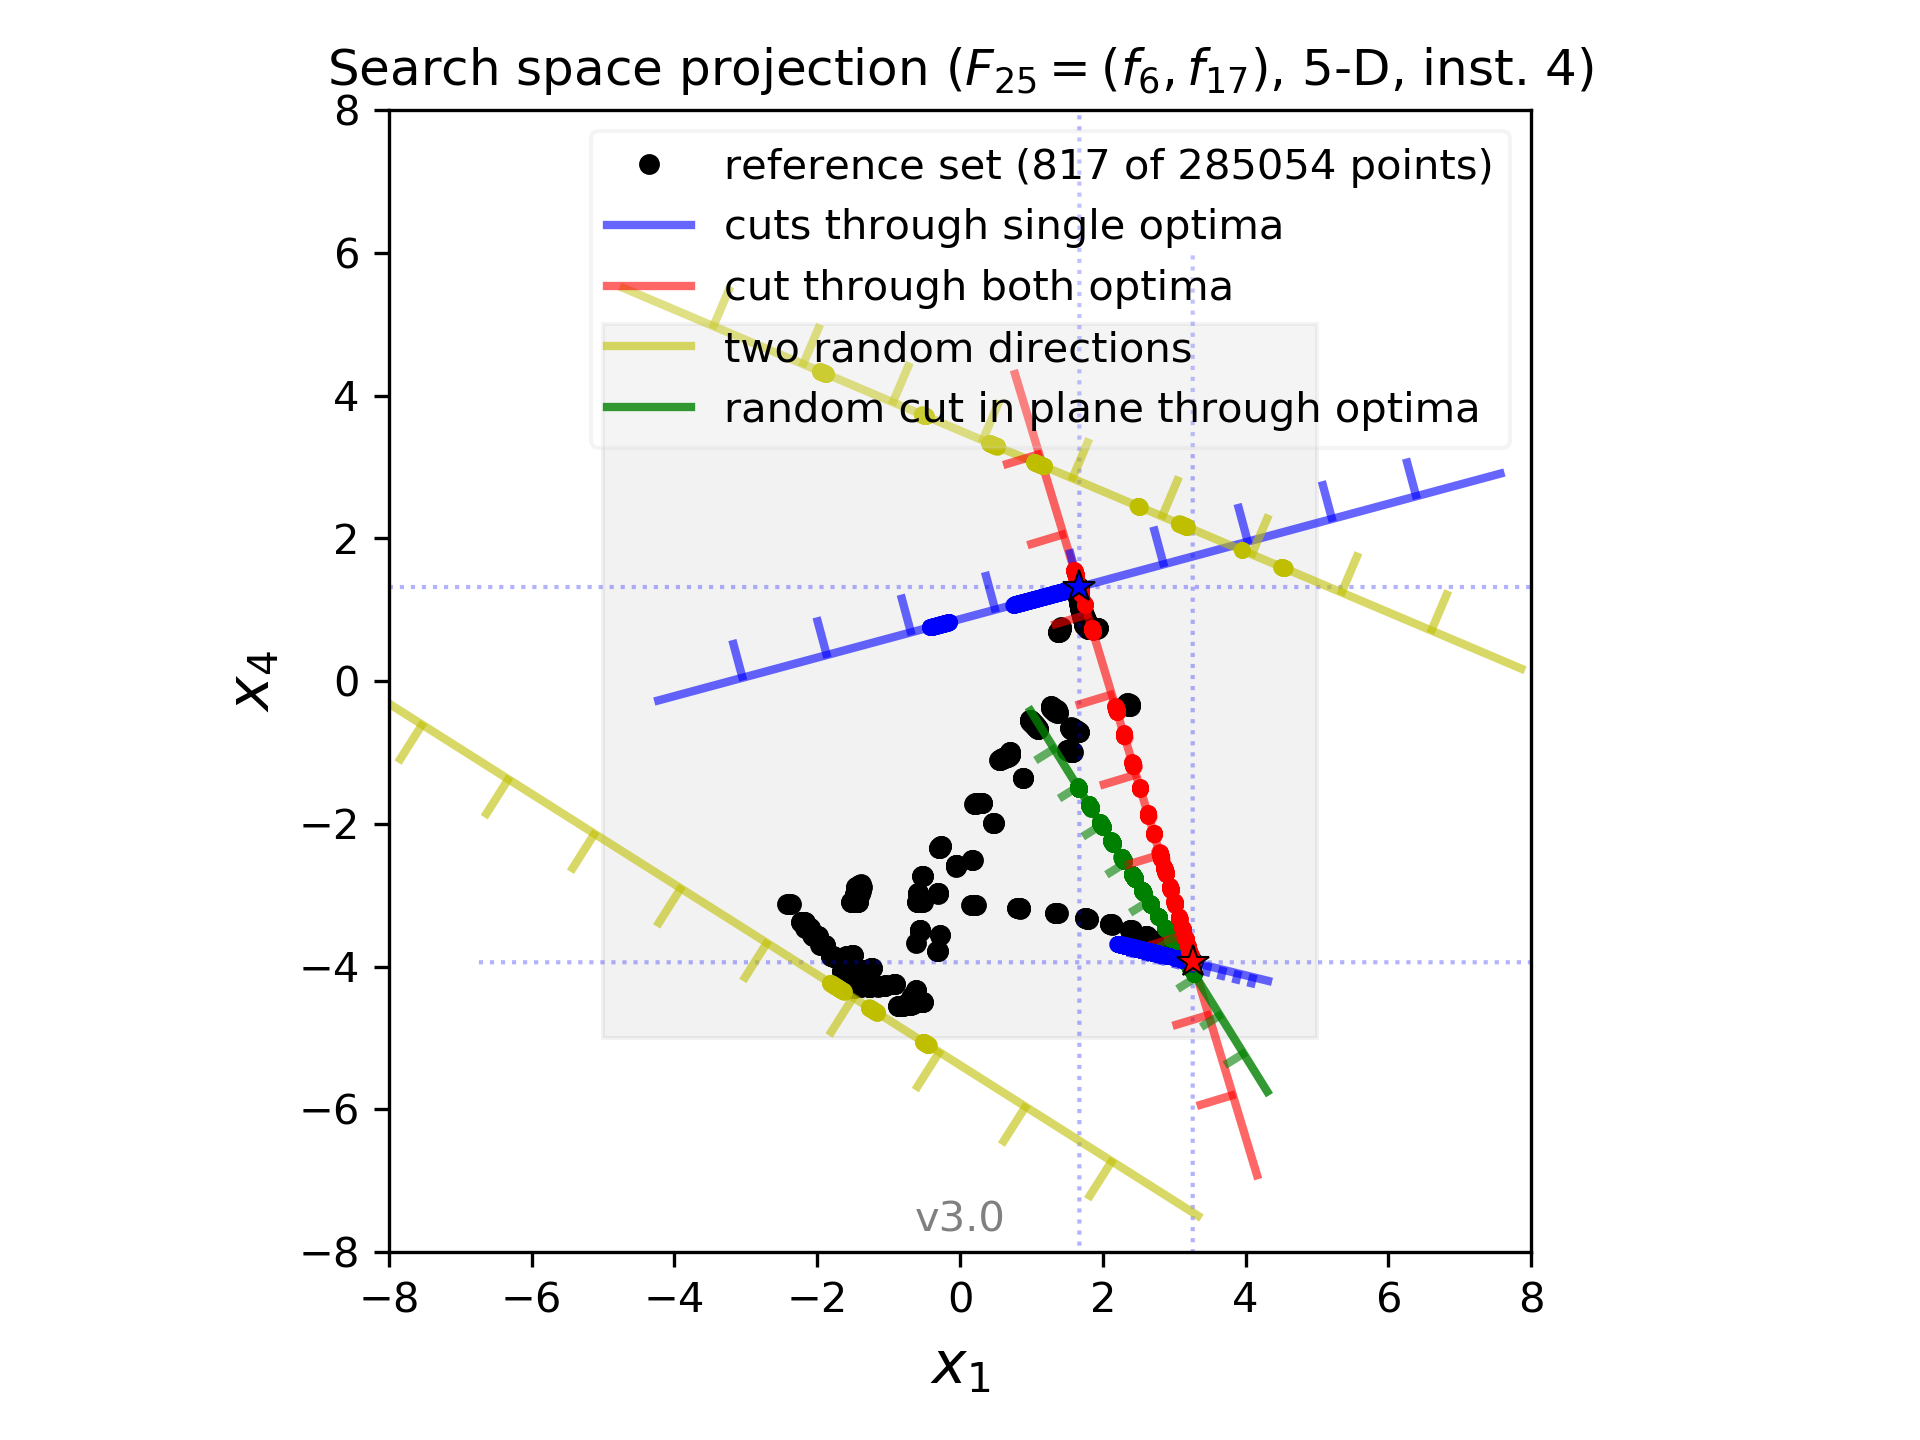 Search space projection (F₂₅ = (f₆, f₁₇), 5-D, inst. 4)
reference set (817 of 285054 points)
cuts through single optima
cut through both optima
two random directions
random cut in plane through optima
8
6
4
2
0
−2
−4
−6
−8
x₄
v3.0
−8 −6 −4 −2 0 2 4 6 8
x₁